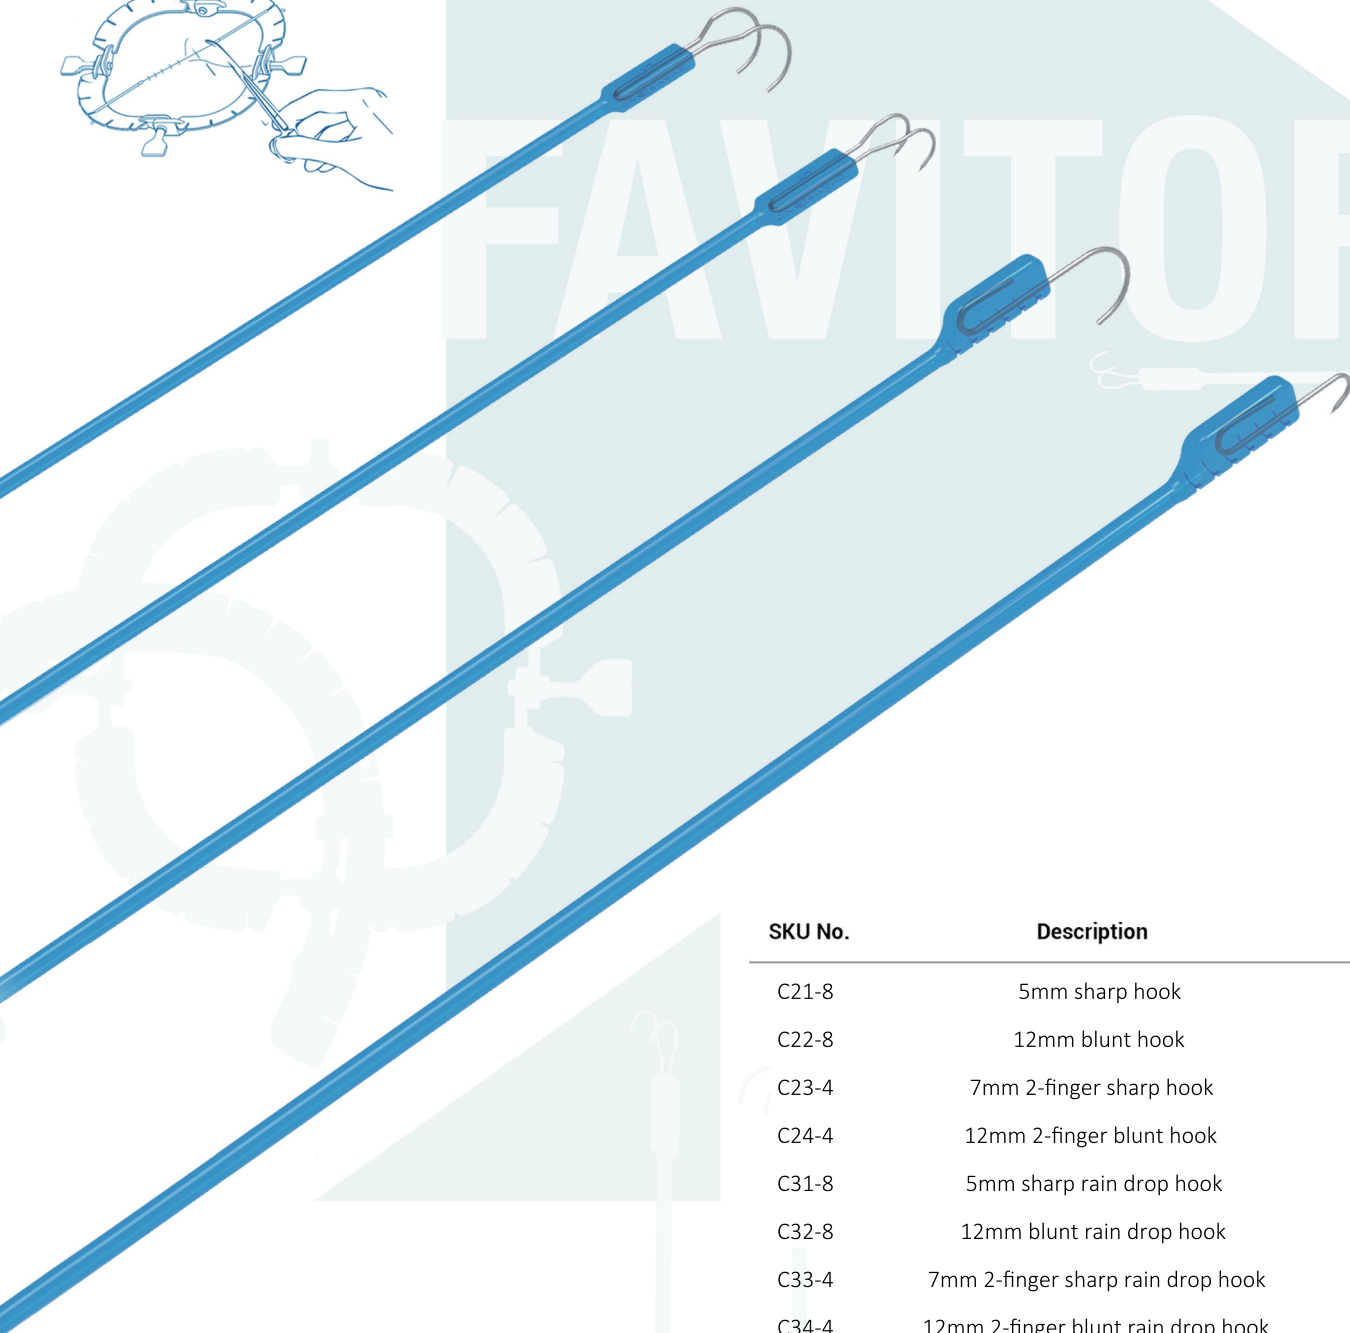 FAVITOR
SKU No. Description
C21-8 5mm sharp hook
C22-8 12mm blunt hook
C23-4 7mm 2-finger sharp hook
C24-4 12mm 2-finger blunt hook
C31-8 5mm sharp rain drop hook
C32-8 12mm blunt rain drop hook
C33-4 7mm 2-finger sharp rain drop hook
C34-4 12mm 2-finger blunt rain drop hook